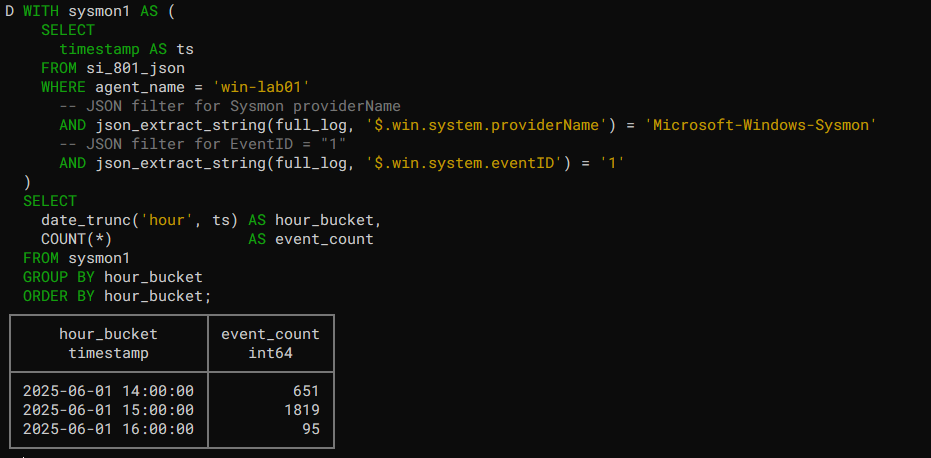 D WITH sysmon1 AS (
    SELECT
      timestamp AS ts
    FROM si_801_json
    WHERE agent_name = 'win-lab01'
      -- JSON filter for Sysmon providerName
      AND json_extract_string(full_log, '$.win.system.providerName') = 'Microsoft-Windows-Sysmon'
      -- JSON filter for EventID = "1"
      AND json_extract_string(full_log, '$.win.system.eventID') = '1'
  )
  SELECT
    date_trunc('hour', ts) AS hour_bucket,
    COUNT(*)               AS event_count
  FROM sysmon1
  GROUP BY hour_bucket
  ORDER BY hour_bucket;
hour_bucket event_count
timestamp int64
2025-06-01 14:00:00 651
2025-06-01 15:00:00 1819
2025-06-01 16:00:00 95